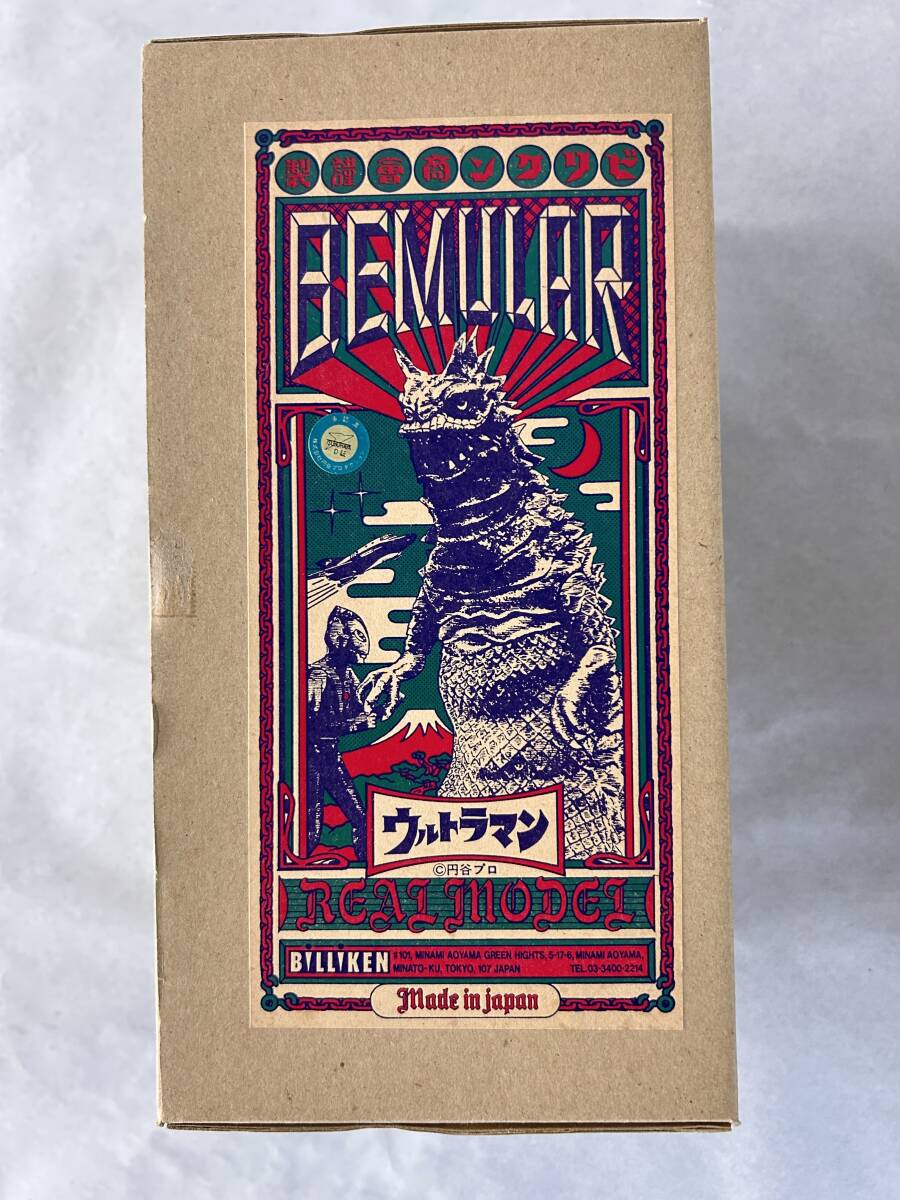 ビリケン商會謹製
BEMULAR
ウルトラマン
©円谷プロ
REAL MODEL
BiLLiKEN
#101, MINAMI AOYAMA GREEN HIGHTS, 5-17-6, MINAMI AOYAMA,
MINATO-KU, TOKYO, 107 JAPAN TEL.03-3400-2214
Made in japan